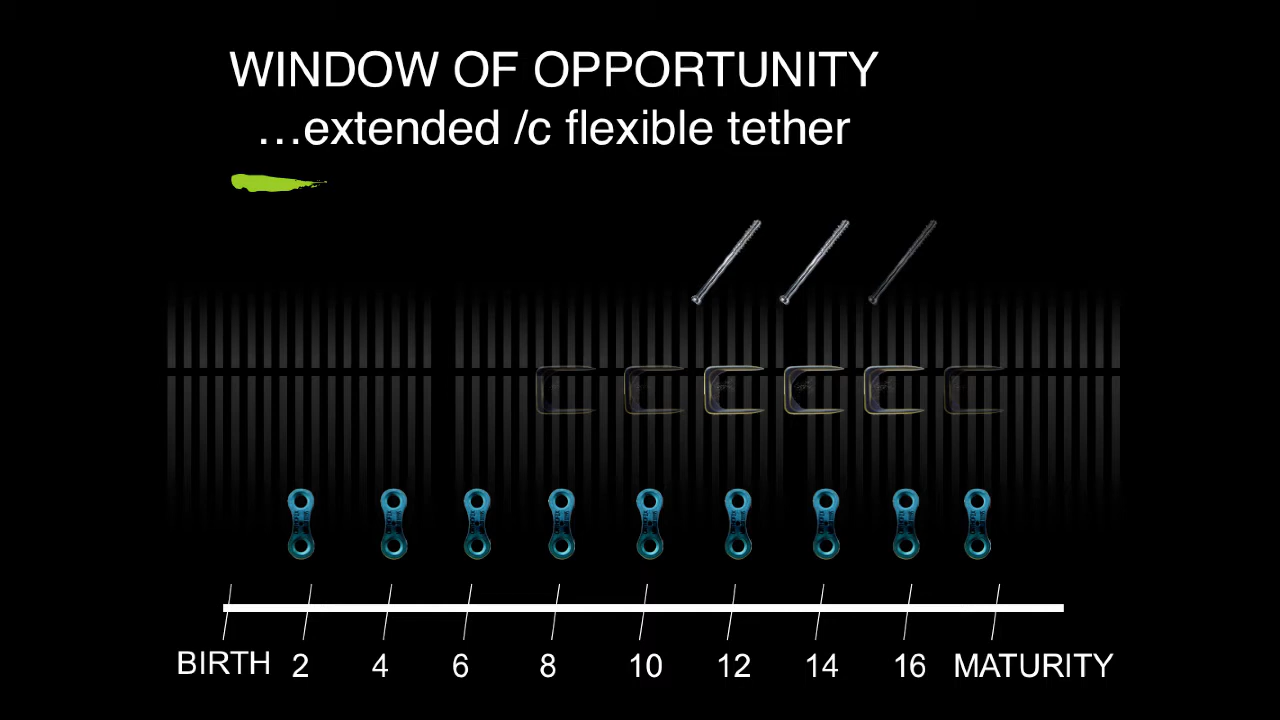 WINDOW OF OPPORTUNITY
…extended /c flexible tether
BIRTH 2 4 6 8 10 12 14 16 MATURITY